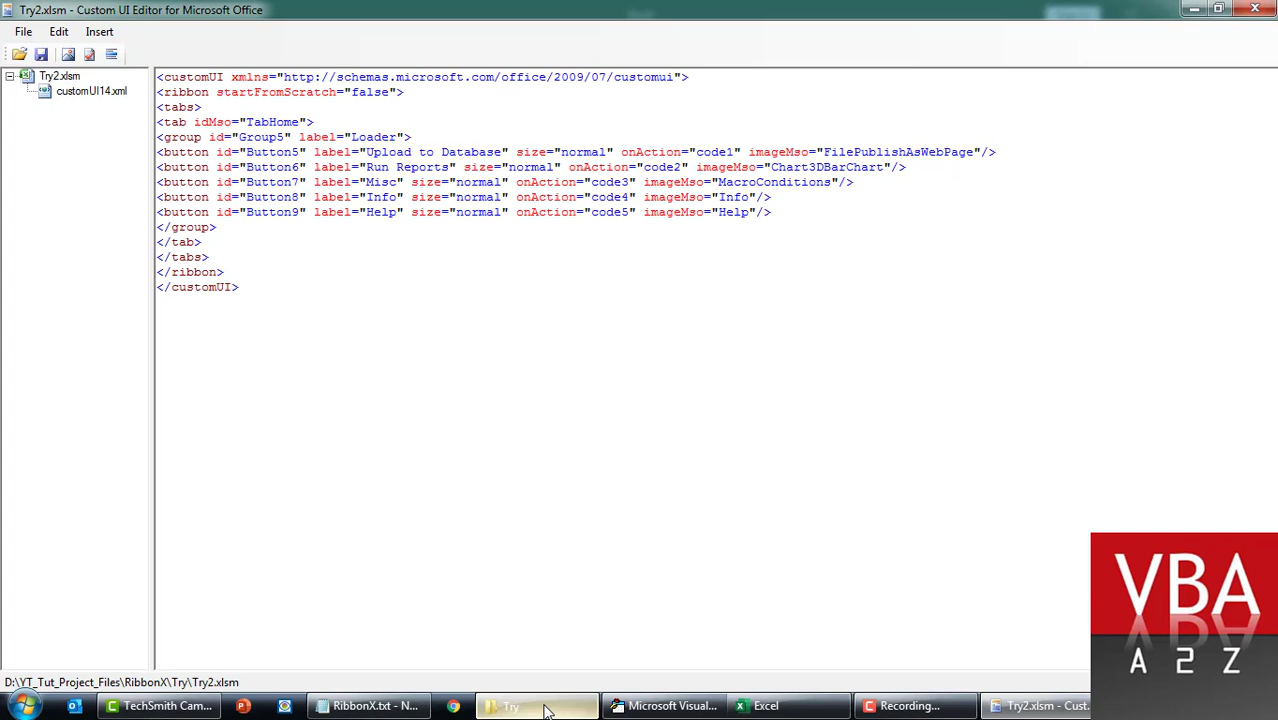 Try2.xlsm - Custom UI Editor for Microsoft Office
File Edit Insert
Try2.xlsm
customUI14.xml
<customUI xmlns="http://schemas.microsoft.com/office/2009/07/customui">
<ribbon startFromScratch="false">
<tabs>
<tab idMso="TabHome">
<group id="Group5" label="Loader">
<button id="Button5" label="Upload to Database" size="normal" onAction="code1" imageMso="FilePublishAsWebPage"/>
<button id="Button6" label="Run Reports" size="normal" onAction="code2" imageMso="Chart3DBarChart"/>
<button id="Button7" label="Misc" size="normal" onAction="code3" imageMso="MacroConditions"/>
<button id="Button8" label="Info" size="normal" onAction="code4" imageMso="Info"/>
<button id="Button9" label="Help" size="normal" onAction="code5" imageMso="Help"/>
</group>
</tab>
</tabs>
</ribbon>
</customUI>
VBA
A 2 Z
D:\YT_Tut_Project_Files\RibbonX\Try\Try2.xlsm
TechSmith Cam... RibbonX.txt - N... Try Microsoft Visual... Excel Recording... Try2.xlsm - Cust...